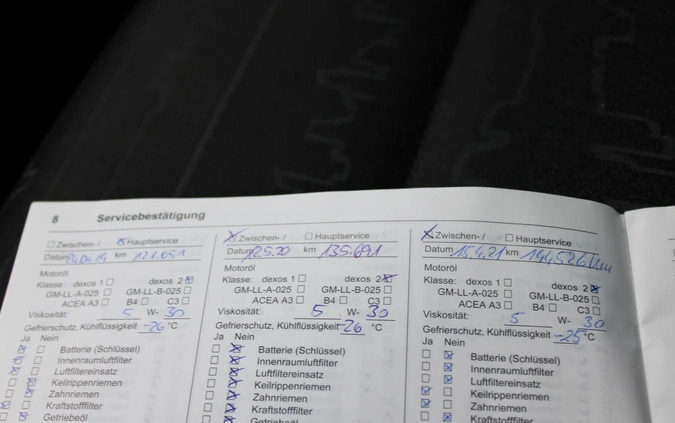 8 Servicebestätigung
Zwischen-/ Hauptservice
Datum 24.04.19 121.051
Motoröl
Klasse: dexos 1 dexos 2
GM-LL-A-025 GM-LL-B-025
ACEA A3 B4 C3
Viskosität: 5 W- 30
Gefrierschutz, Kühlflüssigkeit -26 °C
Ja Nein
Batterie (Schlüssel)
Innenraumluftfilter
Luftfiltereinsatz
Keilrippenriemen
Zahnriemen
Kraftstofffilter
Getriebeöl
Zwischen-/ Hauptservice
Datum 12.5.20 km 135.691
Motoröl
Klasse: dexos 1 dexos 2
GM-LL-A-025 GM-LL-B-025
ACEA A3 B4 C3
Viskosität: 5 W- 30
Gefrierschutz, Kühlflüssigkeit -26 °C
Ja Nein
Batterie (Schlüssel)
Innenraumluftfilter
Luftfiltereinsatz
Keilrippenriemen
Zahnriemen
Kraftstofffilter
Getriebeöl
Zwischen-/ Hauptservice
Datum 15.4.21 km 144.526 km
Motoröl
Klasse: dexos 1 dexos 2
GM-LL-A-025 GM-LL-B-025
ACEA A3 B4 C3
Viskosität: 5 W- 30
Gefrierschutz, Kühlflüssigkeit -25 °C
Ja Nein
Batterie (Schlüssel)
Innenraumluftfilter
Luftfiltereinsatz
Keilrippenriemen
Zahnriemen
Kraftstofffilter